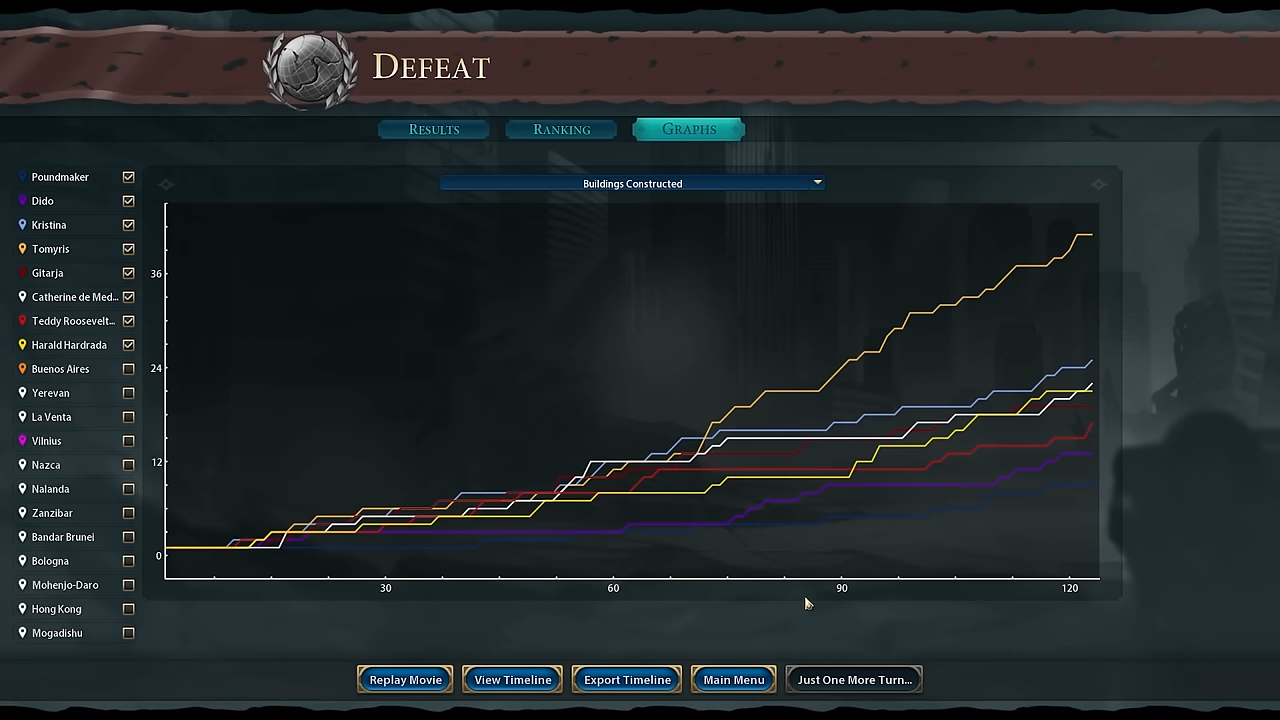 DEFEAT
RESULTS
RANKING
GRAPHS
Poundmaker
Dido
Kristina
Tomyris
Gitarja
Catherine de Med...
Teddy Roosevelt...
Harald Hardrada
Buenos Aires
Yerevan
La Venta
Vilnius
Nazca
Nalanda
Zanzibar
Bandar Brunei
Bologna
Mohenjo-Daro
Hong Kong
Mogadishu
Buildings Constructed
36
24
12
0
30
60
90
120
Replay Movie
View Timeline
Export Timeline
Main Menu
Just One More Turn...